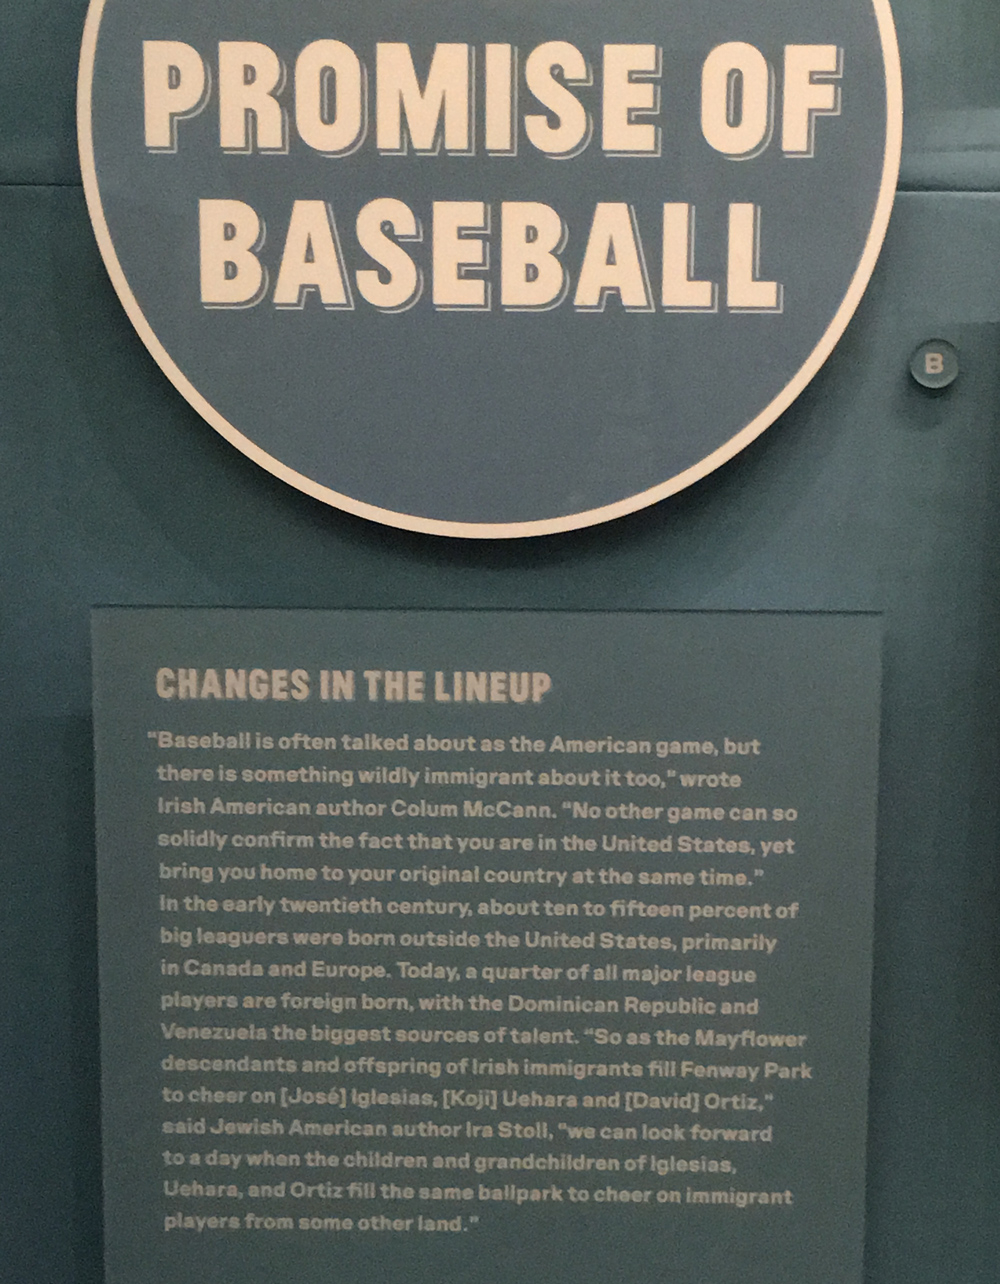 PROMISE OF
BASEBALL
B
CHANGES IN THE LINEUP
"Baseball is often talked about as the American game, but
there is something wildly immigrant about it too," wrote
Irish American author Colum McCann. "No other game can so
solidly confirm the fact that you are in the United States, yet
bring you home to your original country at the same time."
In the early twentieth century, about ten to fifteen percent of
big leaguers were born outside the United States, primarily
in Canada and Europe. Today, a quarter of all major league
players are foreign born, with the Dominican Republic and
Venezuela the biggest sources of talent. "So as the Mayflower
descendants and offspring of Irish immigrants fill Fenway Park
to cheer on [José] Iglesias, [Koji] Uehara and [David] Ortiz,"
said Jewish American author Ira Stoll, "we can look forward
to a day when the children and grandchildren of Iglesias,
Uehara, and Ortiz fill the same ballpark to cheer on immigrant
players from some other land."